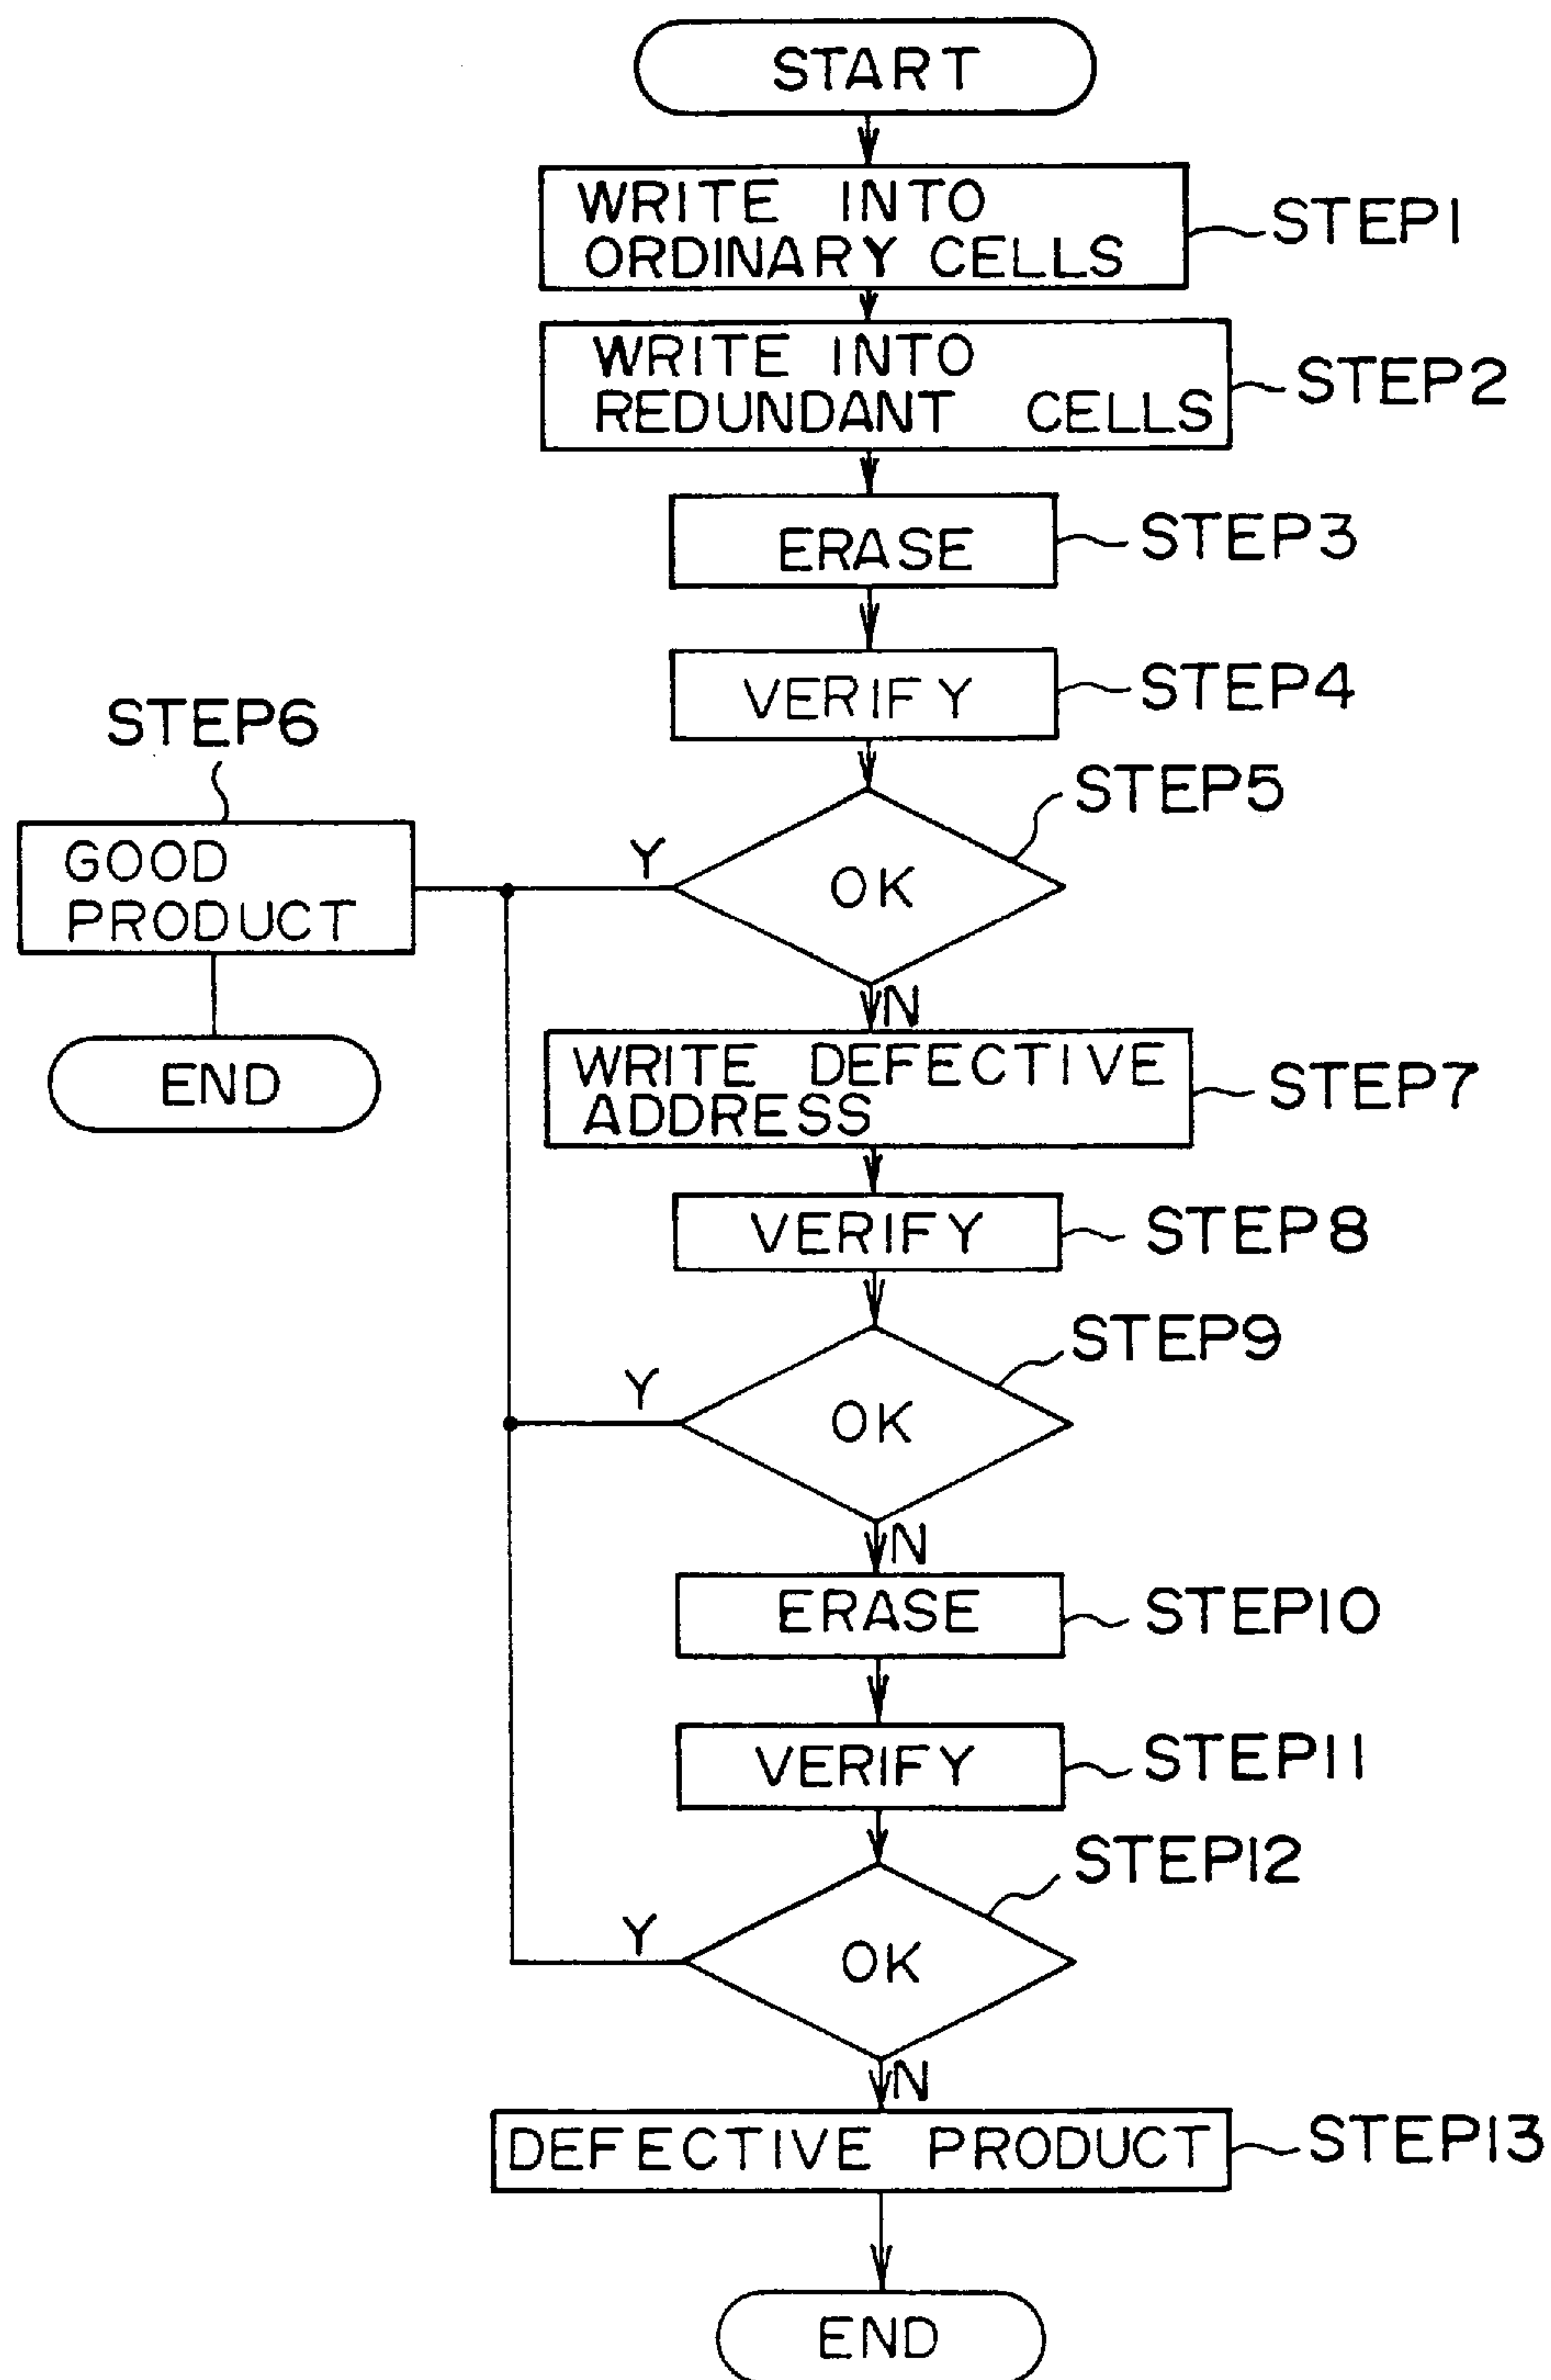 START
WRITE INTO
ORDINARY CELLS
STEP1
WRITE INTO
REDUNDANT CELLS
STEP2
ERASE
STEP3
VERIFY
STEP4
STEP6
STEP5
GOOD
PRODUCT
Y
OK
N
END
WRITE DEFECTIVE
ADDRESS
STEP7
VERIFY
STEP8
STEP9
Y
OK
N
ERASE
STEP10
VERIFY
STEP11
STEP12
Y
OK
N
DEFECTIVE PRODUCT
STEP13
END